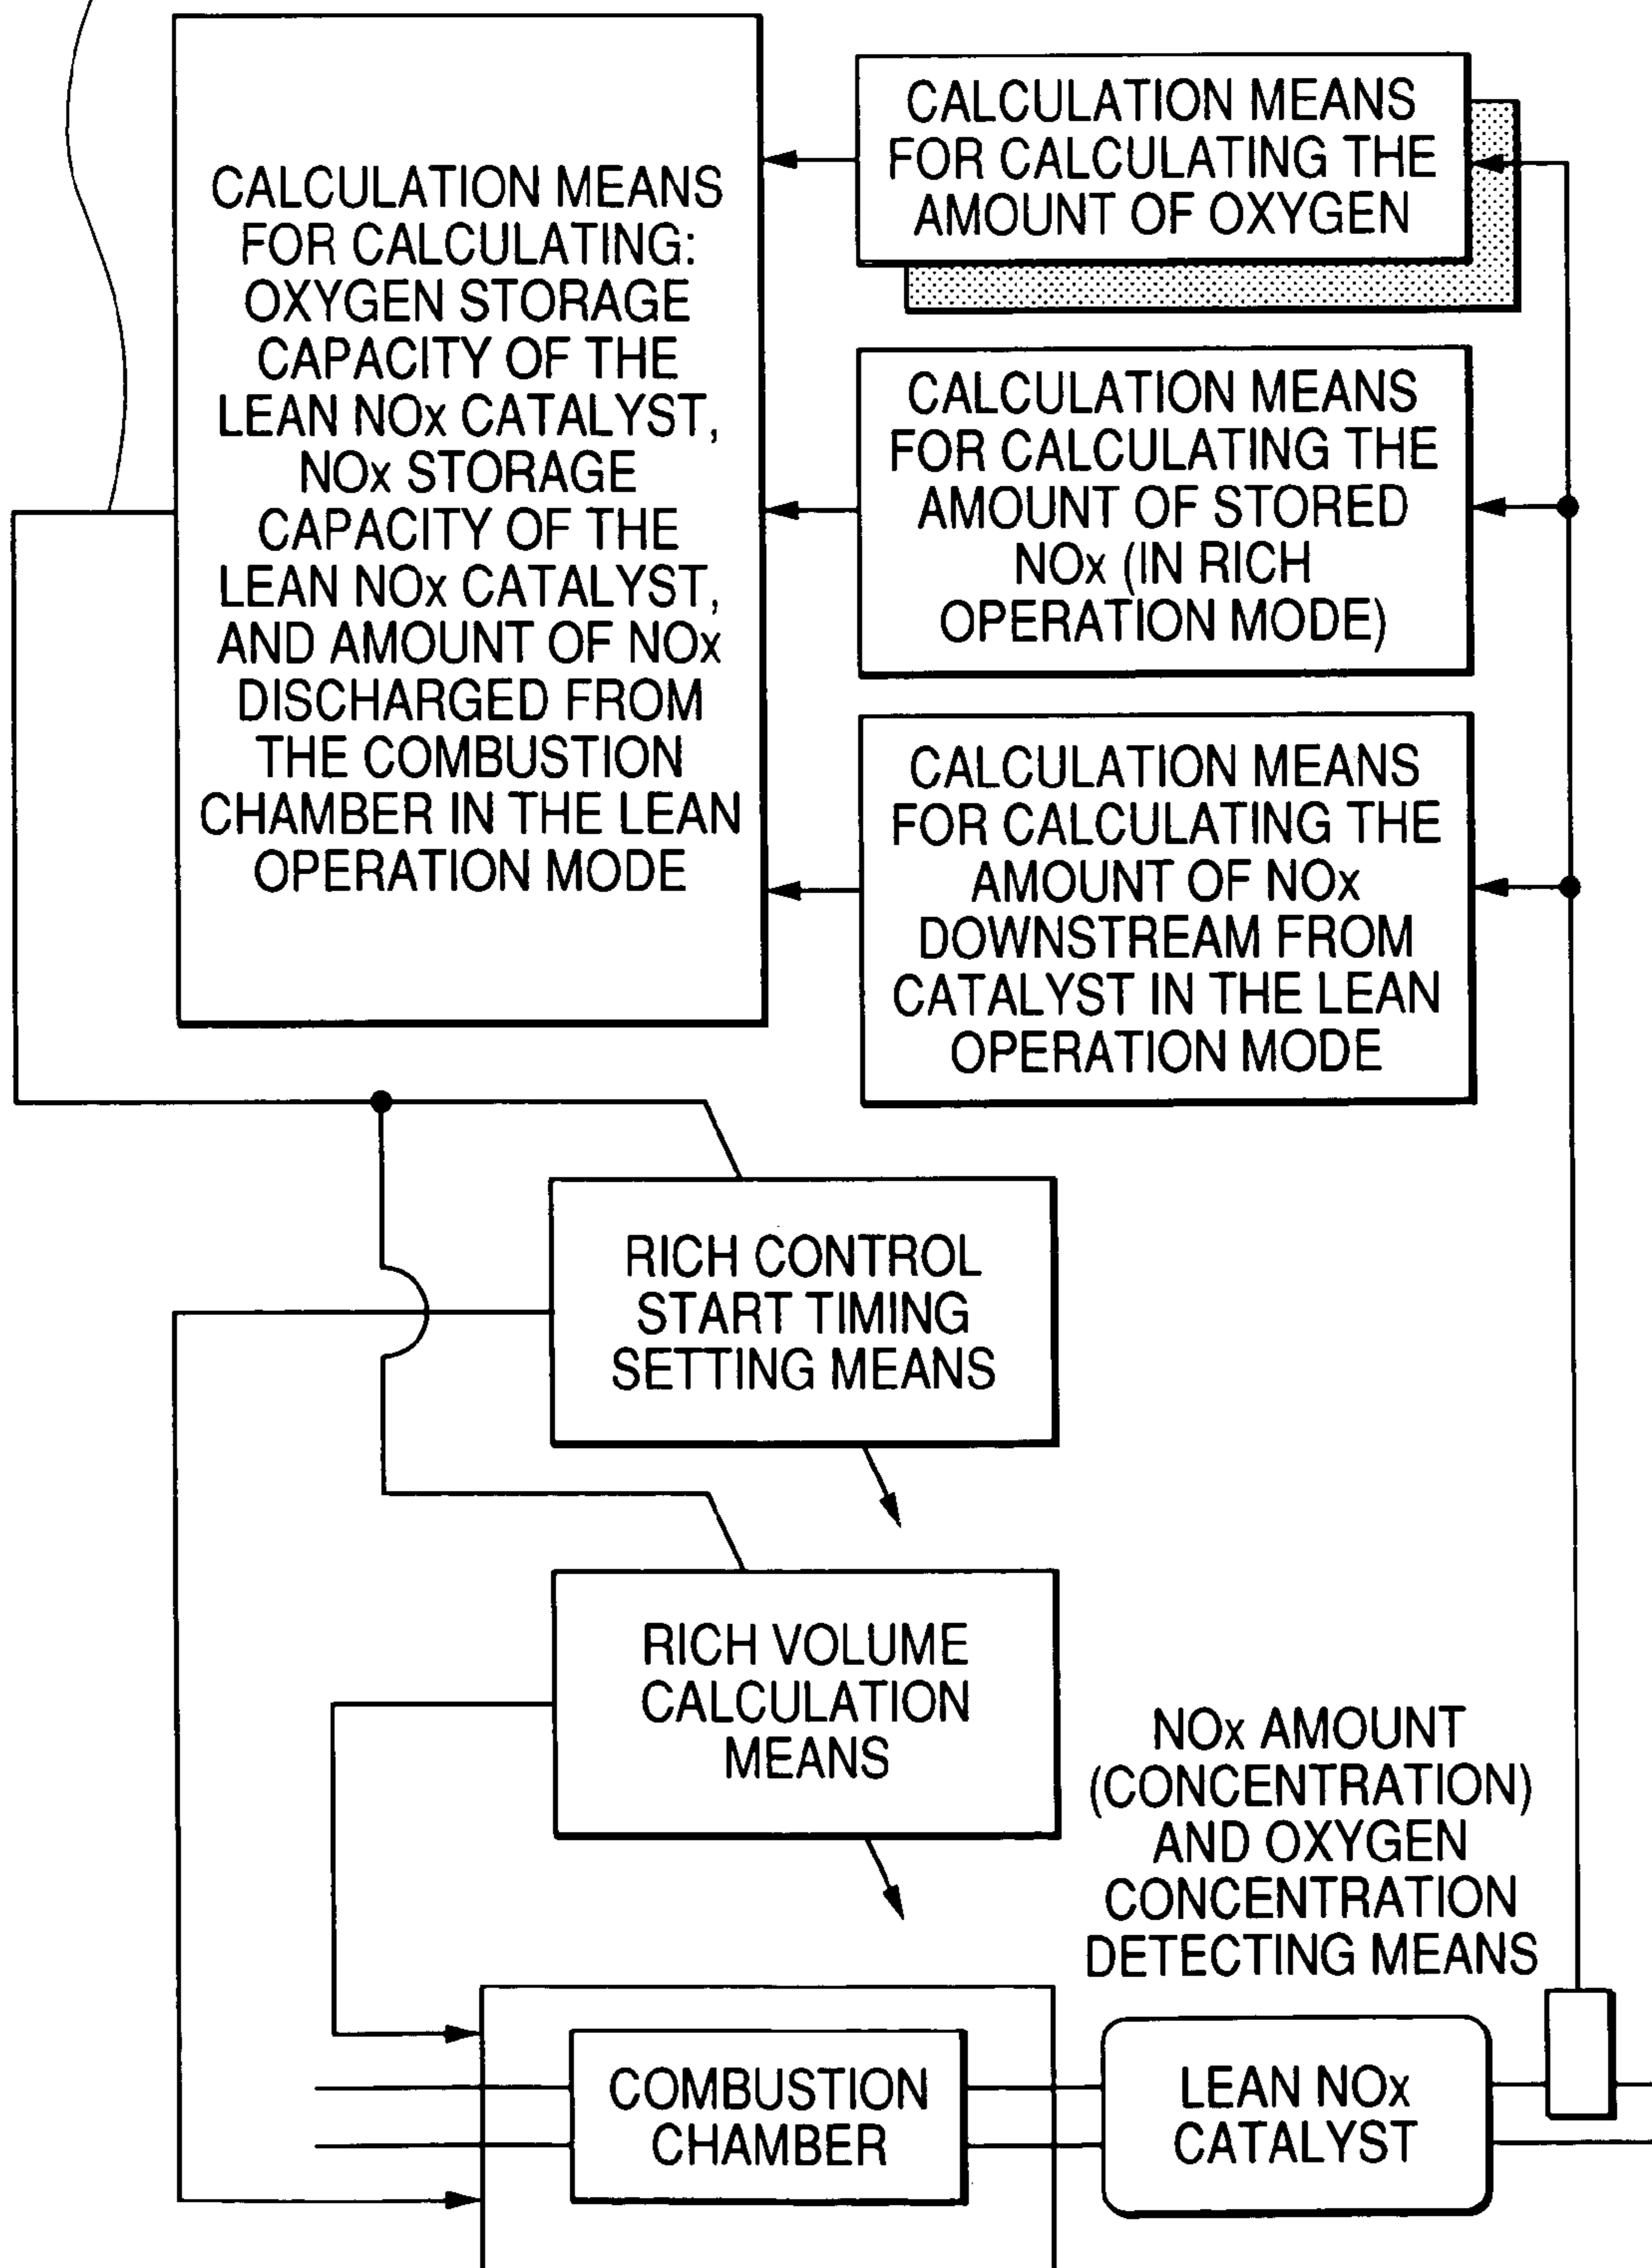 CALCULATION MEANS
FOR CALCULATING:
OXYGEN STORAGE
CAPACITY OF THE
LEAN NOx CATALYST,
NOx STORAGE
CAPACITY OF THE
LEAN NOx CATALYST,
AND AMOUNT OF NOx
DISCHARGED FROM
THE COMBUSTION
CHAMBER IN THE LEAN
OPERATION MODE
CALCULATION MEANS
FOR CALCULATING THE
AMOUNT OF OXYGEN
CALCULATION MEANS
FOR CALCULATING THE
AMOUNT OF STORED
NOx (IN RICH
OPERATION MODE)
CALCULATION MEANS
FOR CALCULATING THE
AMOUNT OF NOx
DOWNSTREAM FROM
CATALYST IN THE LEAN
OPERATION MODE
RICH CONTROL
START TIMING
SETTING MEANS
RICH VOLUME
CALCULATION
MEANS
NOx AMOUNT
(CONCENTRATION)
AND OXYGEN
CONCENTRATION
DETECTING MEANS
COMBUSTION
CHAMBER
LEAN NOx
CATALYST